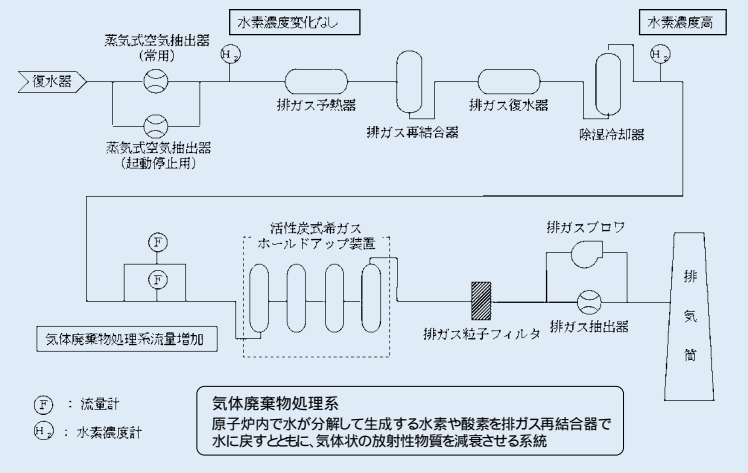 水素濃度変化なし
水素濃度高
蒸気式空気抽出器
(常用)
H₂
H₂
復水器
排ガス予熱器
排ガス再結合器
排ガス復水器
除湿冷却器
蒸気式空気抽出器
(起動停止用)
活性炭式希ガス
ホールドアップ装置
排ガスブロワ
F
F
排気筒
気体廃棄物処理系流量増加
排ガス粒子フィルタ
排ガス抽出器
F : 流量計
H₂ : 水素濃度計
気体廃棄物処理系
原子炉内で水が分解して生成する水素や酸素を排ガス再結合器で
水に戻すとともに、気体状の放射性物質を減衰させる系統